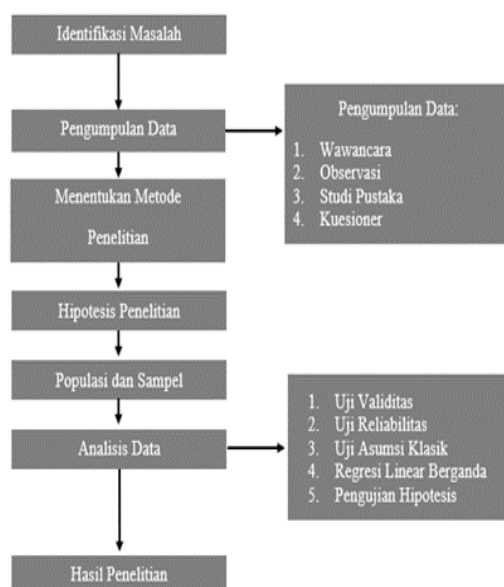 Identifikasi Masalah
Pengumpulan Data
Pengumpulan Data:
1. Wawancara
2. Observasi
3. Studi Pustaka
4. Kuesioner
Menentukan Metode
Penelitian
Hipotesis Penelitian
Populasi dan Sampel
Analisis Data
1. Uji Validitas
2. Uji Reliabilitas
3. Uji Asumsi Klasik
4. Regresi Linear Berganda
5. Pengujian Hipotesis
Hasil Penelitian